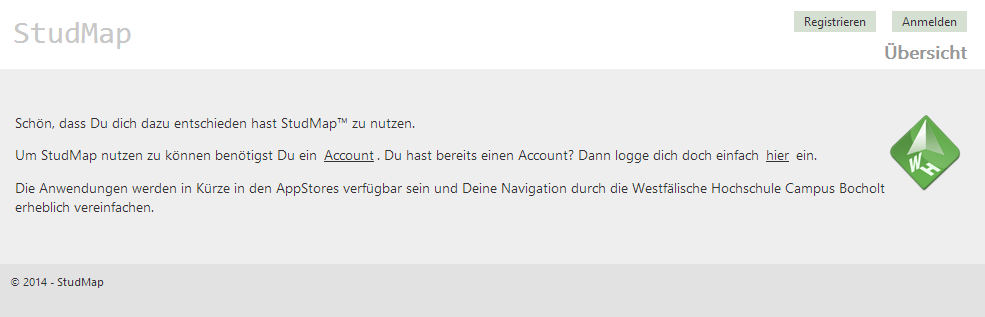 StudMap
Registrieren
Anmelden
Übersicht
Schön, dass Du dich dazu entschieden hast StudMap™ zu nutzen.
Um StudMap nutzen zu können benötigst Du ein Account. Du hast bereits einen Account? Dann logge dich doch einfach hier ein.
Die Anwendungen werden in Kürze in den AppStores verfügbar sein und Deine Navigation durch die Westfälische Hochschule Campus Bocholt
erheblich vereinfachen.
WH
© 2014 - StudMap